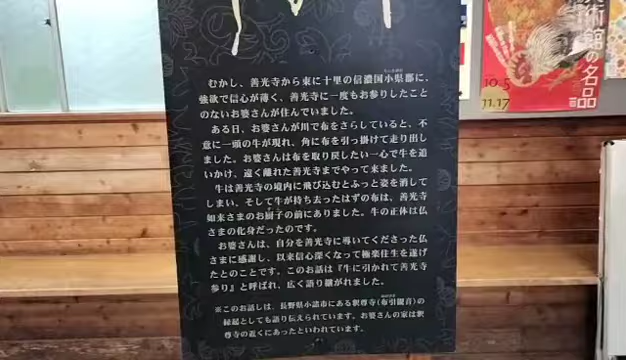 むかし、善光寺から東に十里の信濃国小県郡に、
強欲で信心が薄く、善光寺に一度もお参りしたこと
のないお婆さんが住んでいました。
ある日、お婆さんが川で布をさらしていると、不
意に一頭の牛が現れ、角に布を引っ掛けて走り出し
ました。お婆さんは布を取り戻したい一心で牛を追
いかけ、遠く離れた善光寺までやって来ました。
牛は善光寺の境内に飛び込むとふっと姿を消して
しまい、そして牛が持ち去ったはずの布は、善光寺
如来さまのお厨子の前にありました。牛の正体は仏
さまの化身だったのです。
お婆さんは、自分を善光寺に導いてくださった仏
さまに感謝し、以来信心深くなって極楽往生を遂げ
たとのことです。このお話は『牛に引かれて善光寺
参り』と呼ばれ、広く語り継がれました。
※このお話しは、長野県小諸市にある釈尊寺(布引観音)の
縁起としても語り伝えられています。お婆さんの家は釈
尊寺の近くにあったといわれています。
術館の名品
10.5
11.17